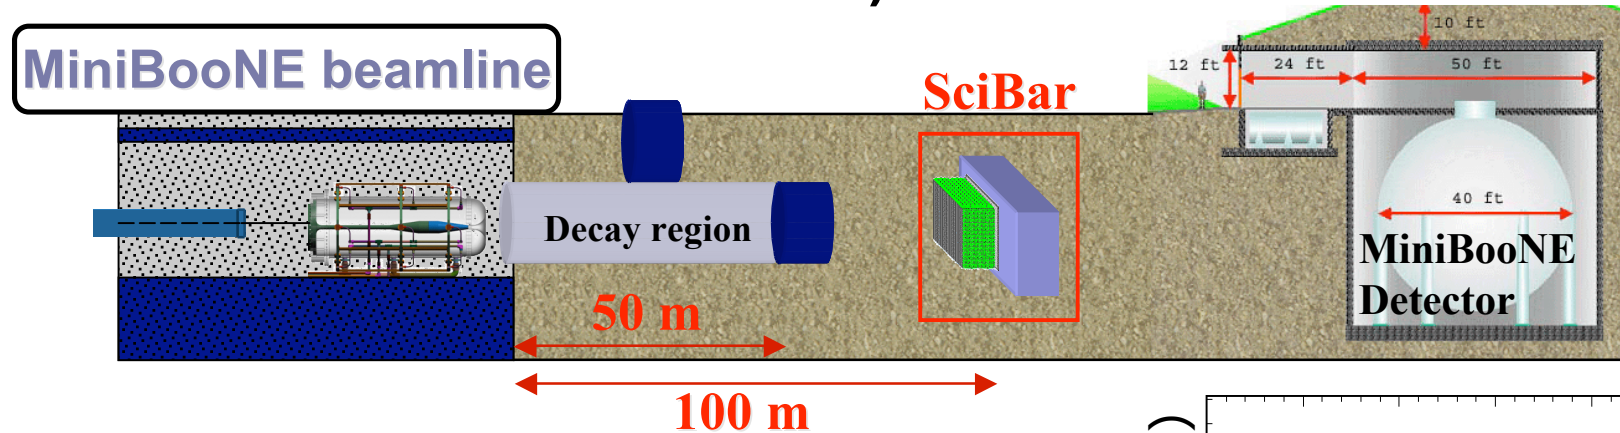 MiniBooNE beamline
SciBar
10 ft
12 ft
24 ft
50 ft
40 ft
Decay region
MiniBooNE
Detector
50 m
100 m
)